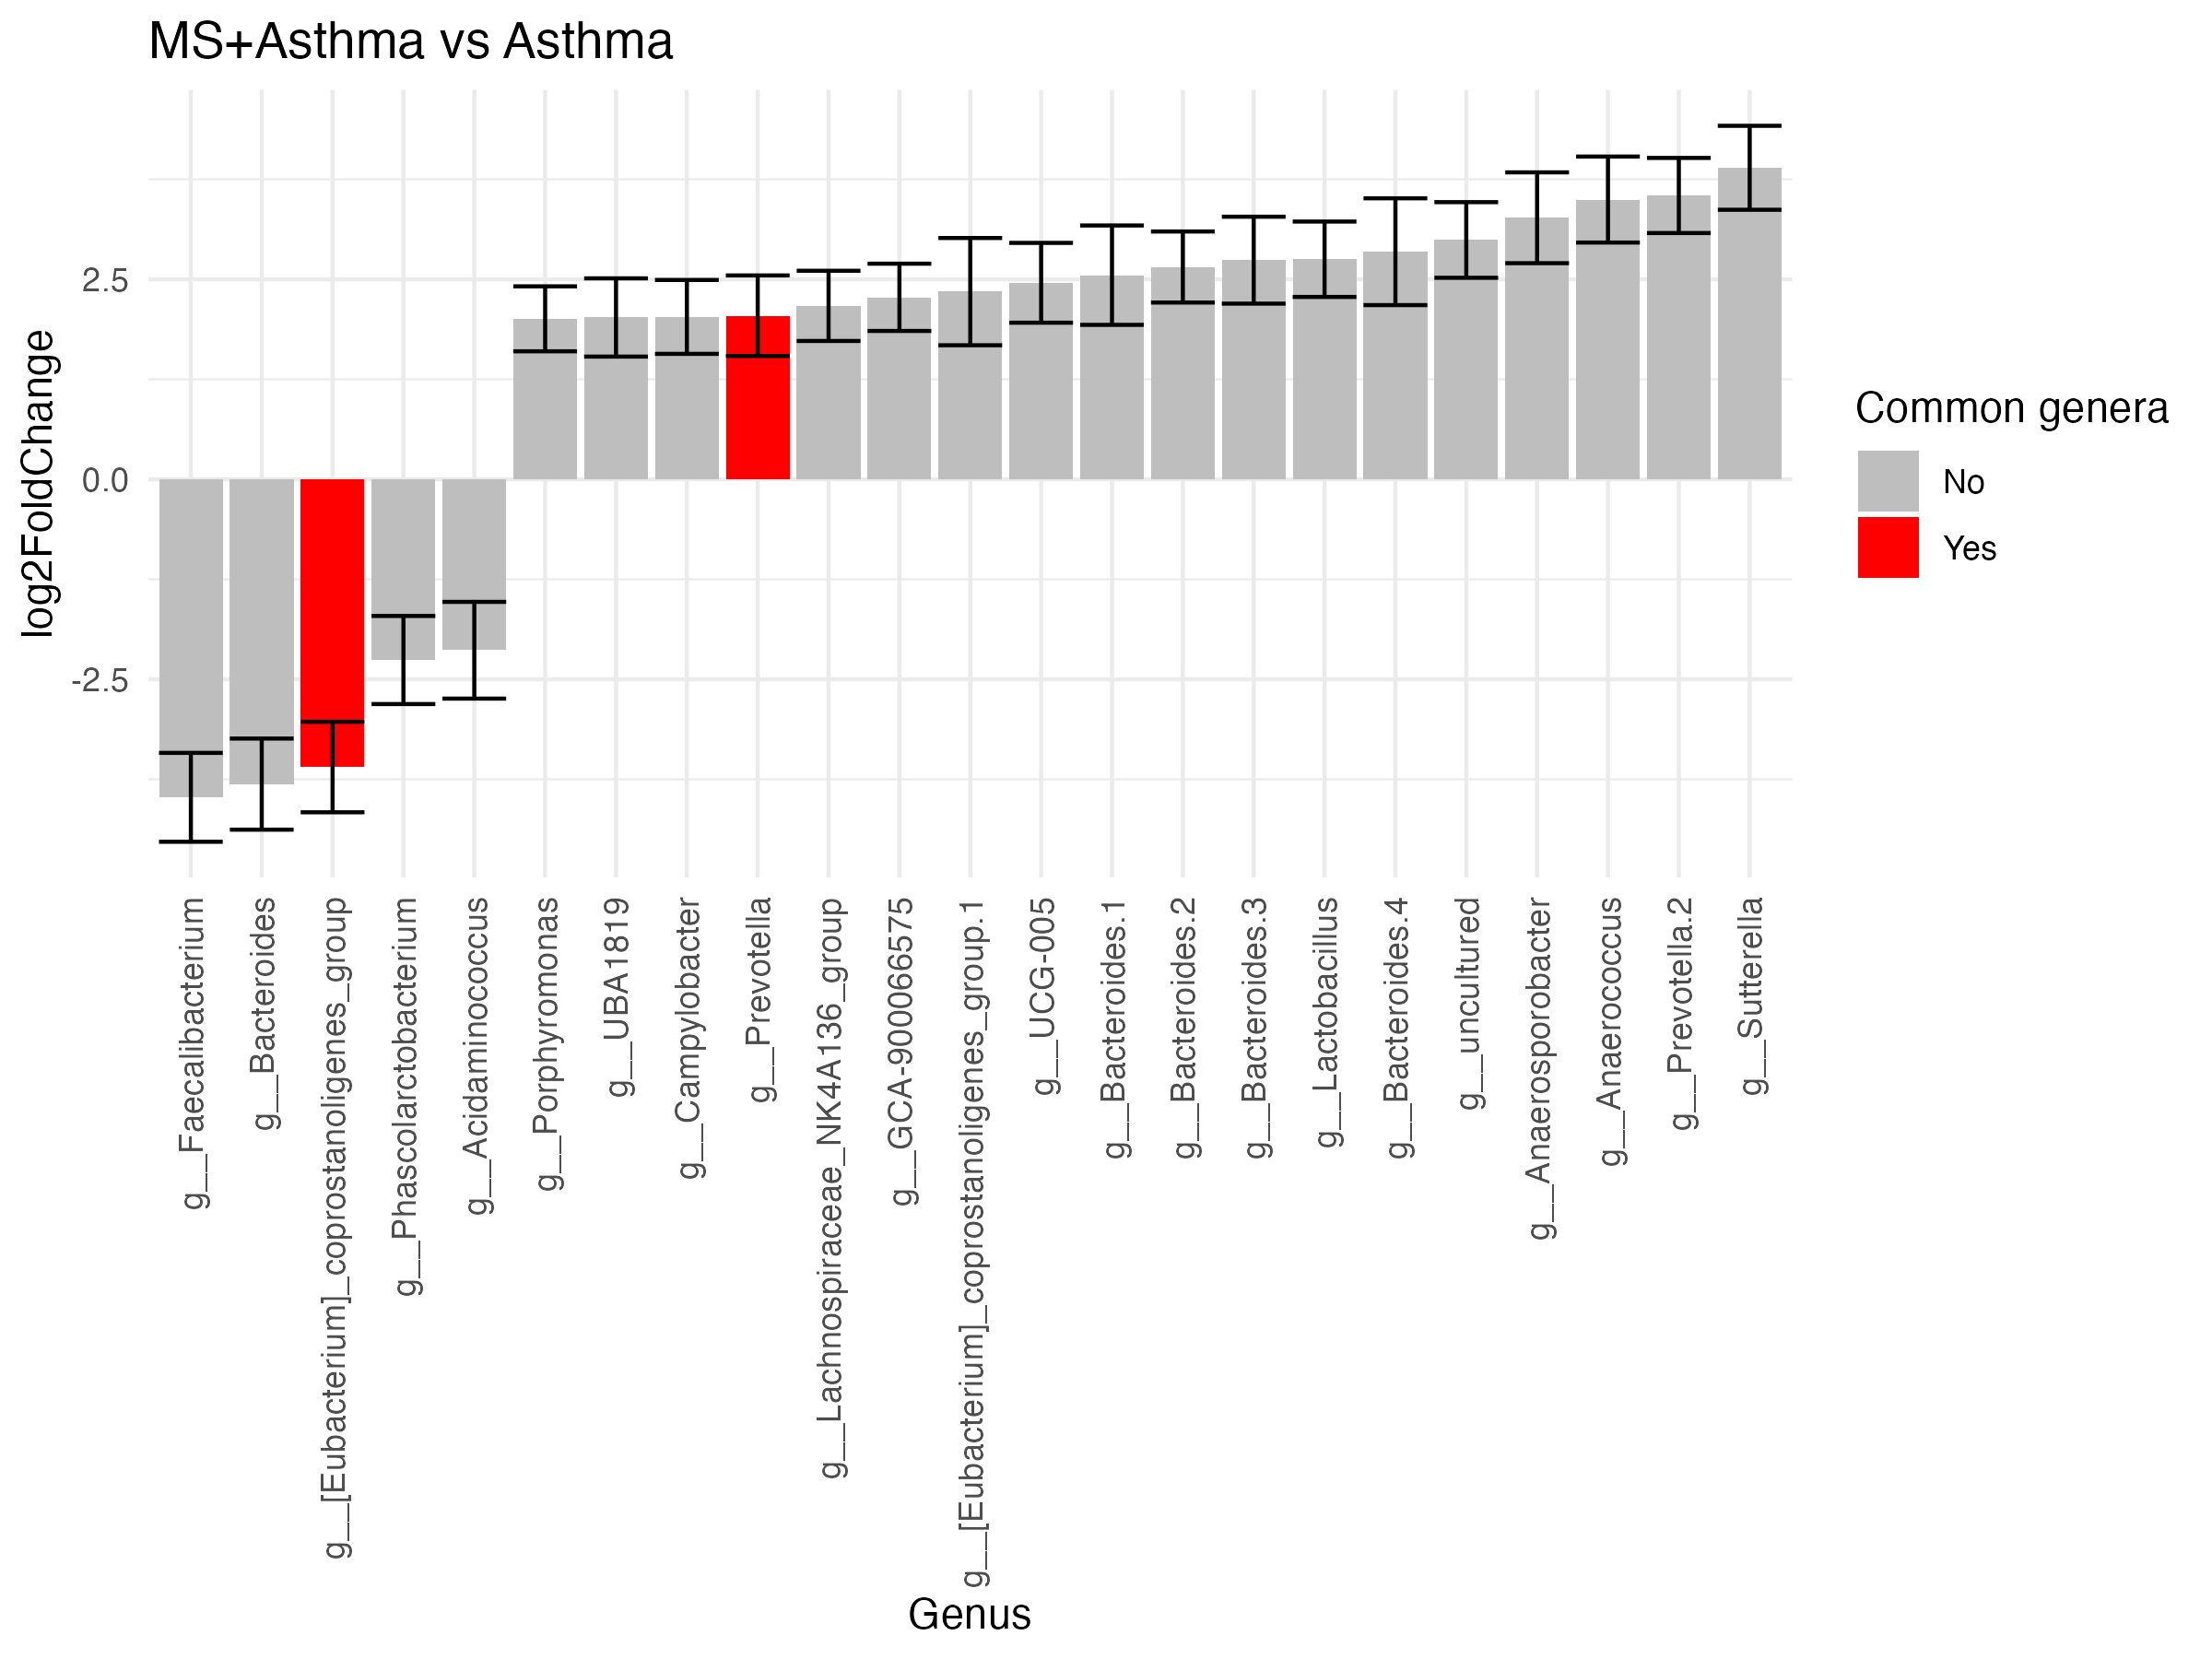 MS+Asthma vs Asthma
log2FoldChange
2.5
0.0
-2.5
g__Faecalibacterium
g__Bacteroides
g__[Eubacterium]_coprostanoligenes_group
g__Phascolarctobacterium
g__Acidaminococcus
g__Porphyromonas
g__UBA1819
g__Campylobacter
g__Prevotella
g__Lachnospiraceae_NK4A136_group
g__GCA-900066575
g__[Eubacterium]_coprostanoligenes_group.1
g__UCG-005
g__Bacteroides.1
g__Bacteroides.2
g__Bacteroides.3
g__Lactobacillus
g__Bacteroides.4
g__uncultured
g__Anaerosporobacter
g__Anaerococcus
g__Prevotella.2
g__Sutterella
Genus
Common genera
No
Yes